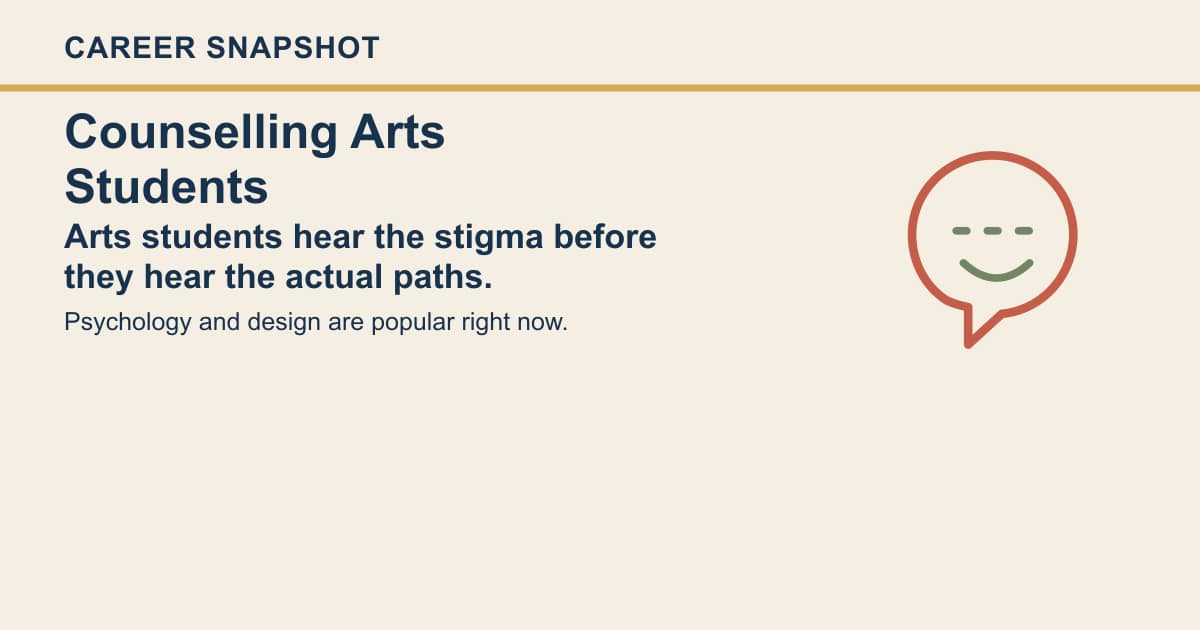 CAREER SNAPSHOT
Counselling Arts
Students
Arts students hear the stigma before
they hear the actual paths.
Psychology and design are popular right now.